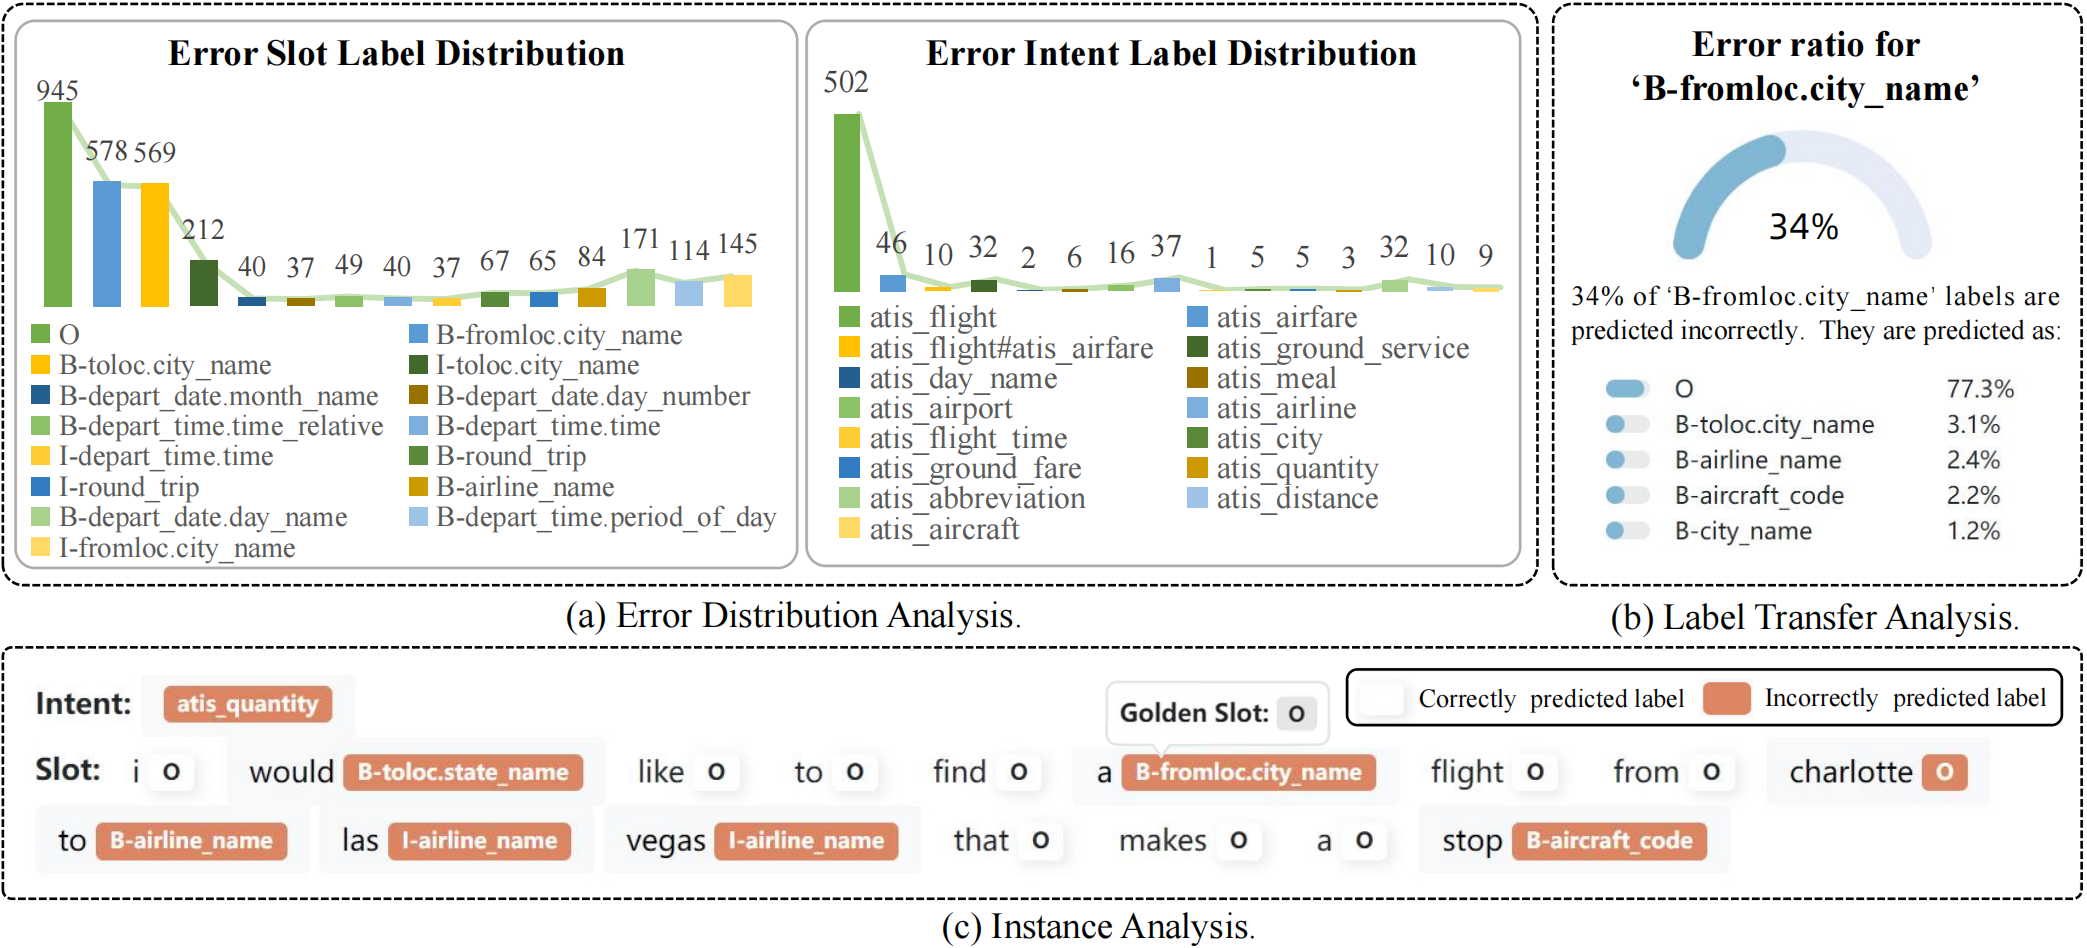 Error Slot Label Distribution
945
578 569
212
40 37 49 40 37 67 65 84 171 114 145
O
B-fromloc.city_name
B-toloc.city_name
I-toloc.city_name
B-depart_date.month_name
B-depart_date.day_number
B-depart_time.time_relative
B-depart_time.time
I-depart_time.time
B-round_trip
I-round_trip
B-airline_name
B-depart_date.day_name
B-depart_time.period_of_day
I-fromloc.city_name
Error Intent Label Distribution
502
46 10 32 2 6 16 37 1 5 5 3 32 10 9
atis_flight
atis_airfare
atis_flight#atis_airfare
atis_ground_service
atis_day_name
atis_meal
atis_airport
atis_airline
atis_flight_time
atis_city
atis_ground_fare
atis_quantity
atis_abbreviation
atis_distance
atis_aircraft
(a) Error Distribution Analysis.
Error ratio for
‘B-fromloc.city_name’
34%
34% of ‘B-fromloc.city_name’ labels are
predicted incorrectly. They are predicted as:
O 77.3%
B-toloc.city_name 3.1%
B-airline_name 2.4%
B-aircraft_code 2.2%
B-city_name 1.2%
(b) Label Transfer Analysis.
Intent: atis_quantity
Golden Slot: O
Correctly predicted label
Incorrectly predicted label
Slot: i O would B-toloc.state_name like O to O find O a B-fromloc.city_name flight O from O charlotte O
to B-airline_name las I-airline_name vegas I-airline_name that O makes O a O stop B-aircraft_code
(c) Instance Analysis.